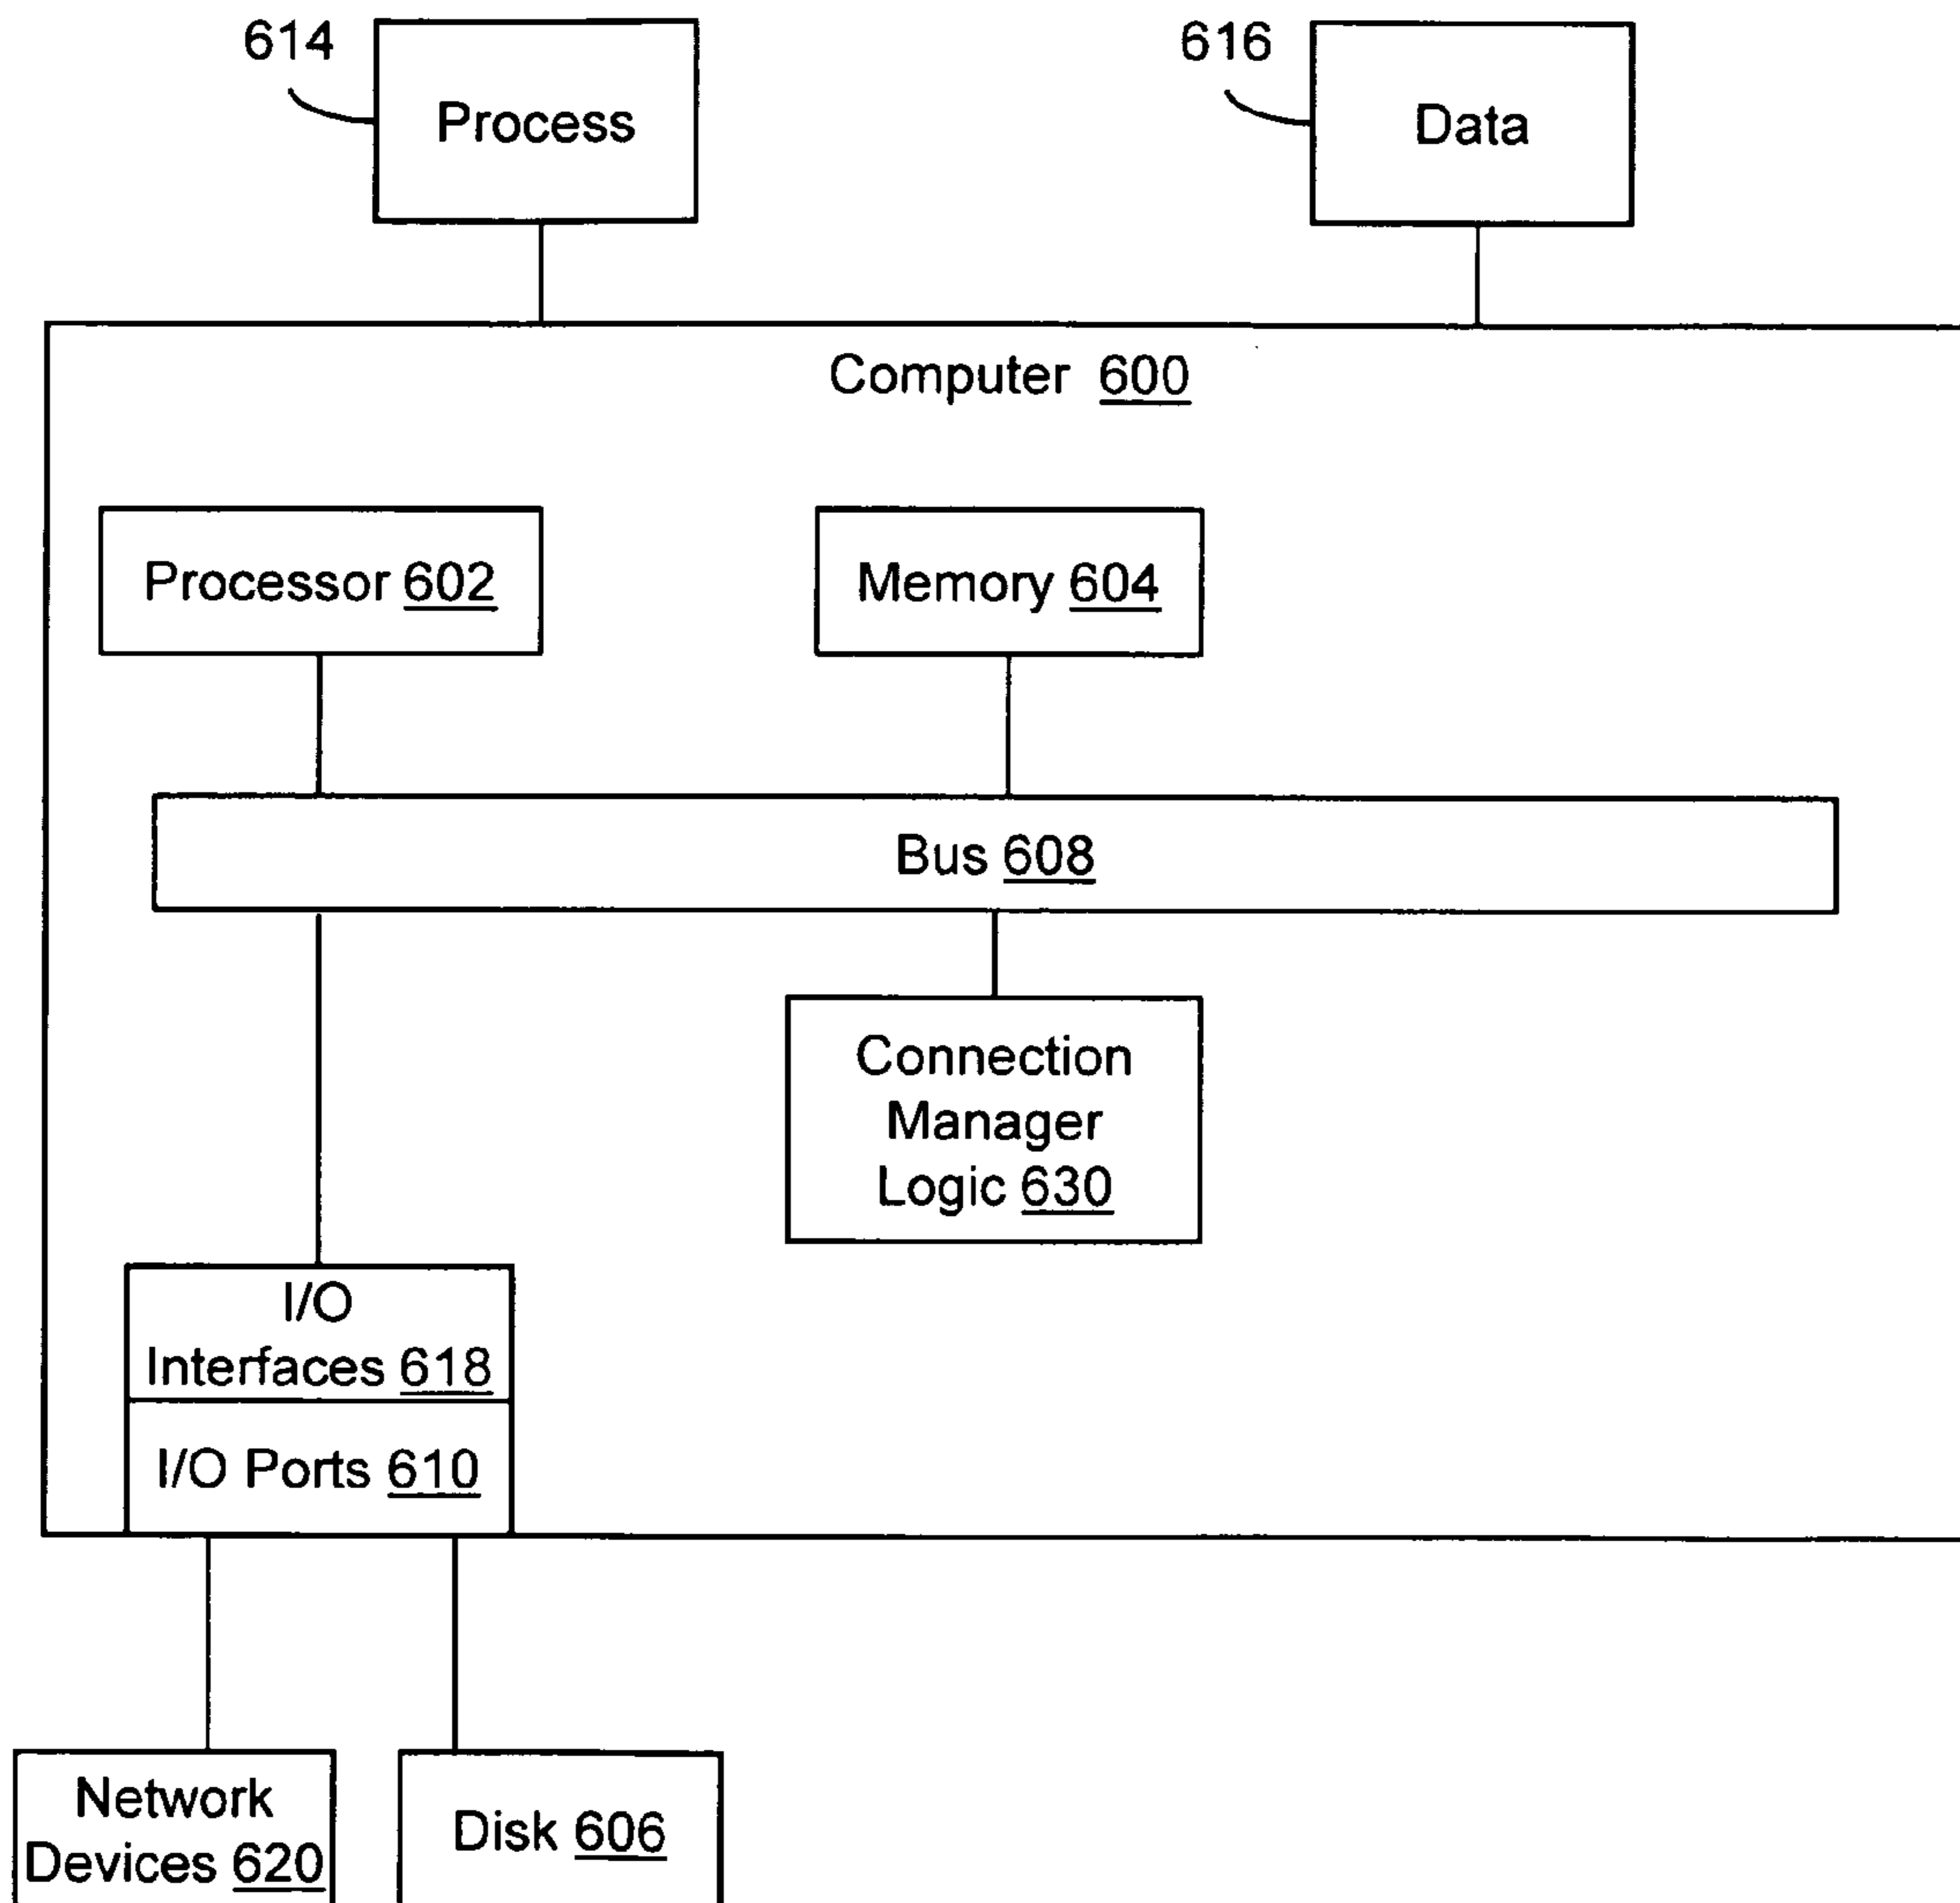 614
Process
616
Data
Computer 600
Processor 602
Memory 604
Bus 608
Connection
Manager
Logic 630
I/O
Interfaces 618
I/O Ports 610
Network
Devices 620
Disk 606